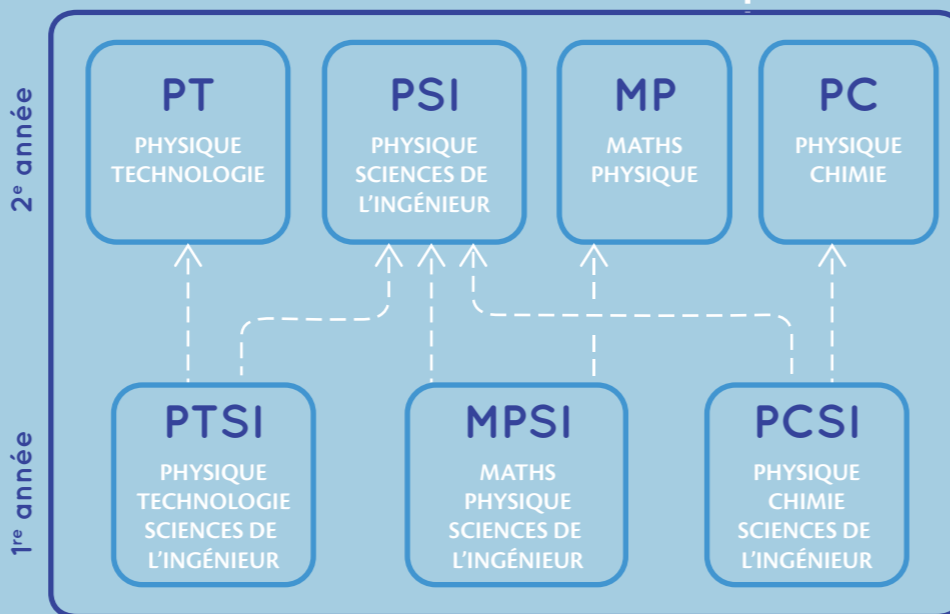 2e année
PT
PHYSIQUE
TECHNOLOGIE
PSI
PHYSIQUE
SCIENCES DE
L'INGÉNIEUR
MP
MATHS
PHYSIQUE
PC
PHYSIQUE
CHIMIE
1re année
PTSI
PHYSIQUE
TECHNOLOGIE
SCIENCES DE
L'INGÉNIEUR
MPSI
MATHS
PHYSIQUE
SCIENCES DE
L'INGÉNIEUR
PCSI
PHYSIQUE
CHIMIE
SCIENCES DE
L'INGÉNIEUR